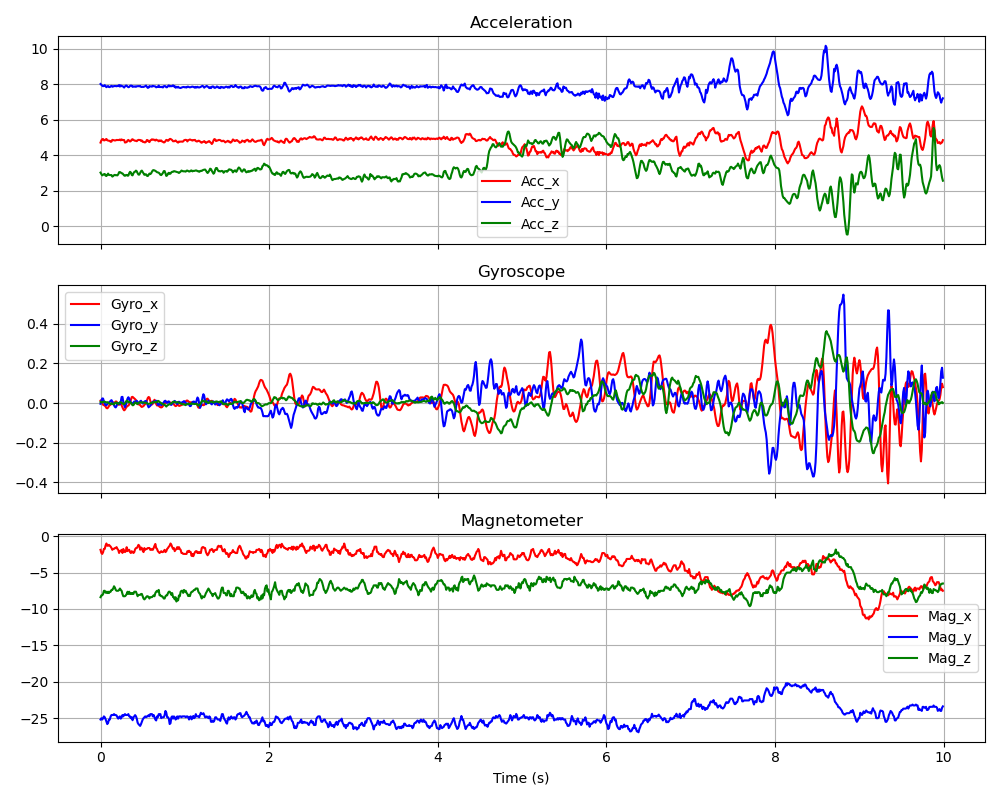 Acceleration
10
8
6
4
2
0
Acc_x
Acc_y
Acc_z
Gyroscope
0.4
0.2
0.0
−0.2
−0.4
Gyro_x
Gyro_y
Gyro_z
Magnetometer
0
−5
−10
−15
−20
−25
Mag_x
Mag_y
Mag_z
0 2 4 6 8 10
Time (s)